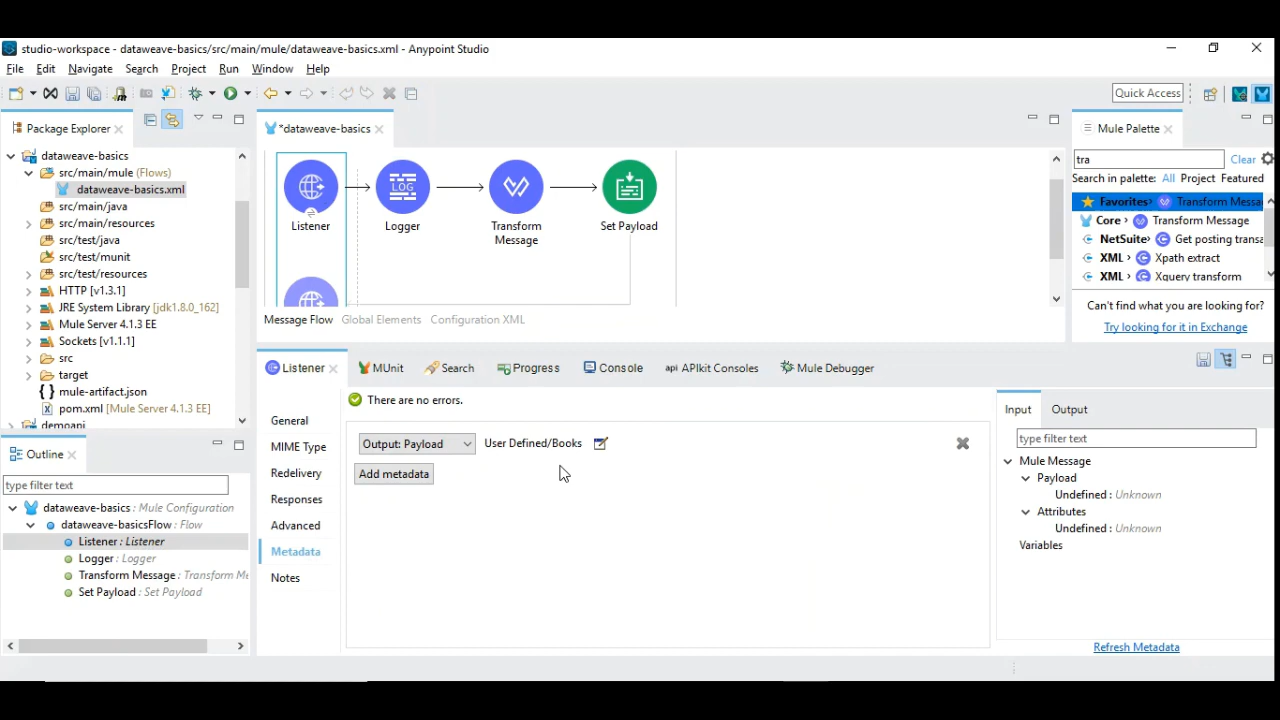 studio-workspace - dataweave-basics/src/main/mule/dataweave-basics.xml - Anypoint Studio
File Edit Navigate Search Project Run Window Help
Quick Access
Package Explorer
*dataweave-basics
Mule Palette
dataweave-basics
src/main/mule (Flows)
dataweave-basics.xml
src/main/java
src/main/resources
src/test/java
src/test/munit
src/test/resources
HTTP [v1.3.1]
JRE System Library [jdk1.8.0_162]
Mule Server 4.1.3 EE
Sockets [v1.1.1]
src
target
mule-artifact.json
pom.xml [Mule Server 4.1.3 EE]
demoapi
LOG
Listener
Logger
Transform
Message
Set Payload
Message Flow Global Elements Configuration XML
tra
Clear
Search in palette: All Project Featured
Favorites> Transform Messa
Core > Transform Message
NetSuite> Get posting transa
XML > Xpath extract
XML > Xquery transform
Can't find what you are looking for?
Try looking for it in Exchange
Outline
type filter text
dataweave-basics : Mule Configuration
dataweave-basicsFlow : Flow
Listener : Listener
Logger : Logger
Transform Message : Transform Me
Set Payload : Set Payload
Listener MUnit Search Progress Console api APIkit Consoles Mule Debugger
There are no errors.
General
MIME Type
Redelivery
Responses
Advanced
Metadata
Notes
Output: Payload User Defined/Books
Add metadata
Input Output
type filter text
Mule Message
Payload
Undefined : Unknown
Attributes
Undefined : Unknown
Variables
Refresh Metadata